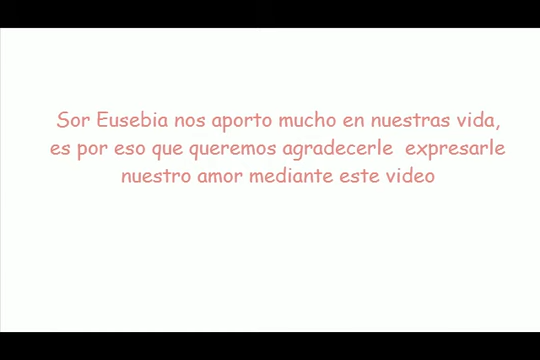 Sor Eusebia nos aporto mucho en nuestras vida,
es por eso que queremos agradecerle expresarle
nuestro amor mediante este video